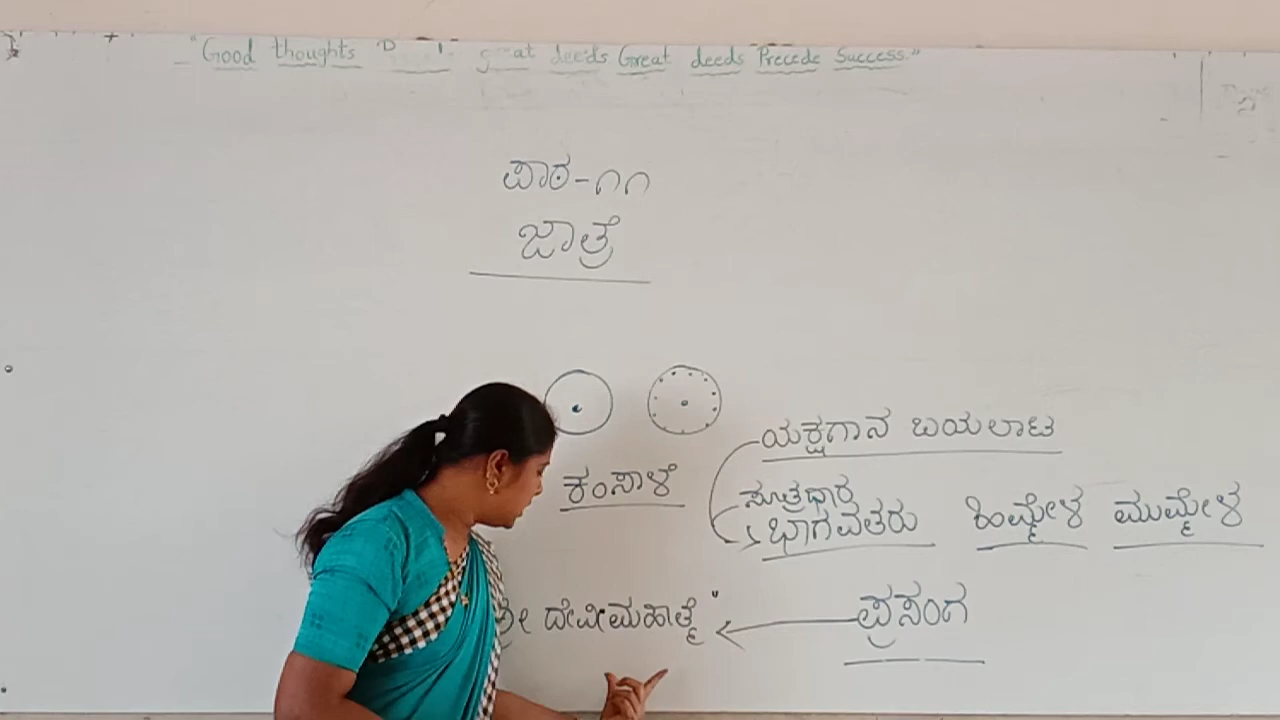 "Good thoughts great deeds Great deeds Precede Success."
ಪಾಠ-೧೧
ಜಾತ್ರೆ
ಯಕ್ಷಗಾನ ಬಯಲಾಟ
ಕಂಸಾಳೆ
ಸೂತ್ರಧಾರ
ಭಾಗವತರು ಹಿಮ್ಮೇಳ ಮುಮ್ಮೇಳ
ಶ್ರೀ ದೇವೀಮಹಾತ್ಮೆ" ಪ್ರಸಂಗ